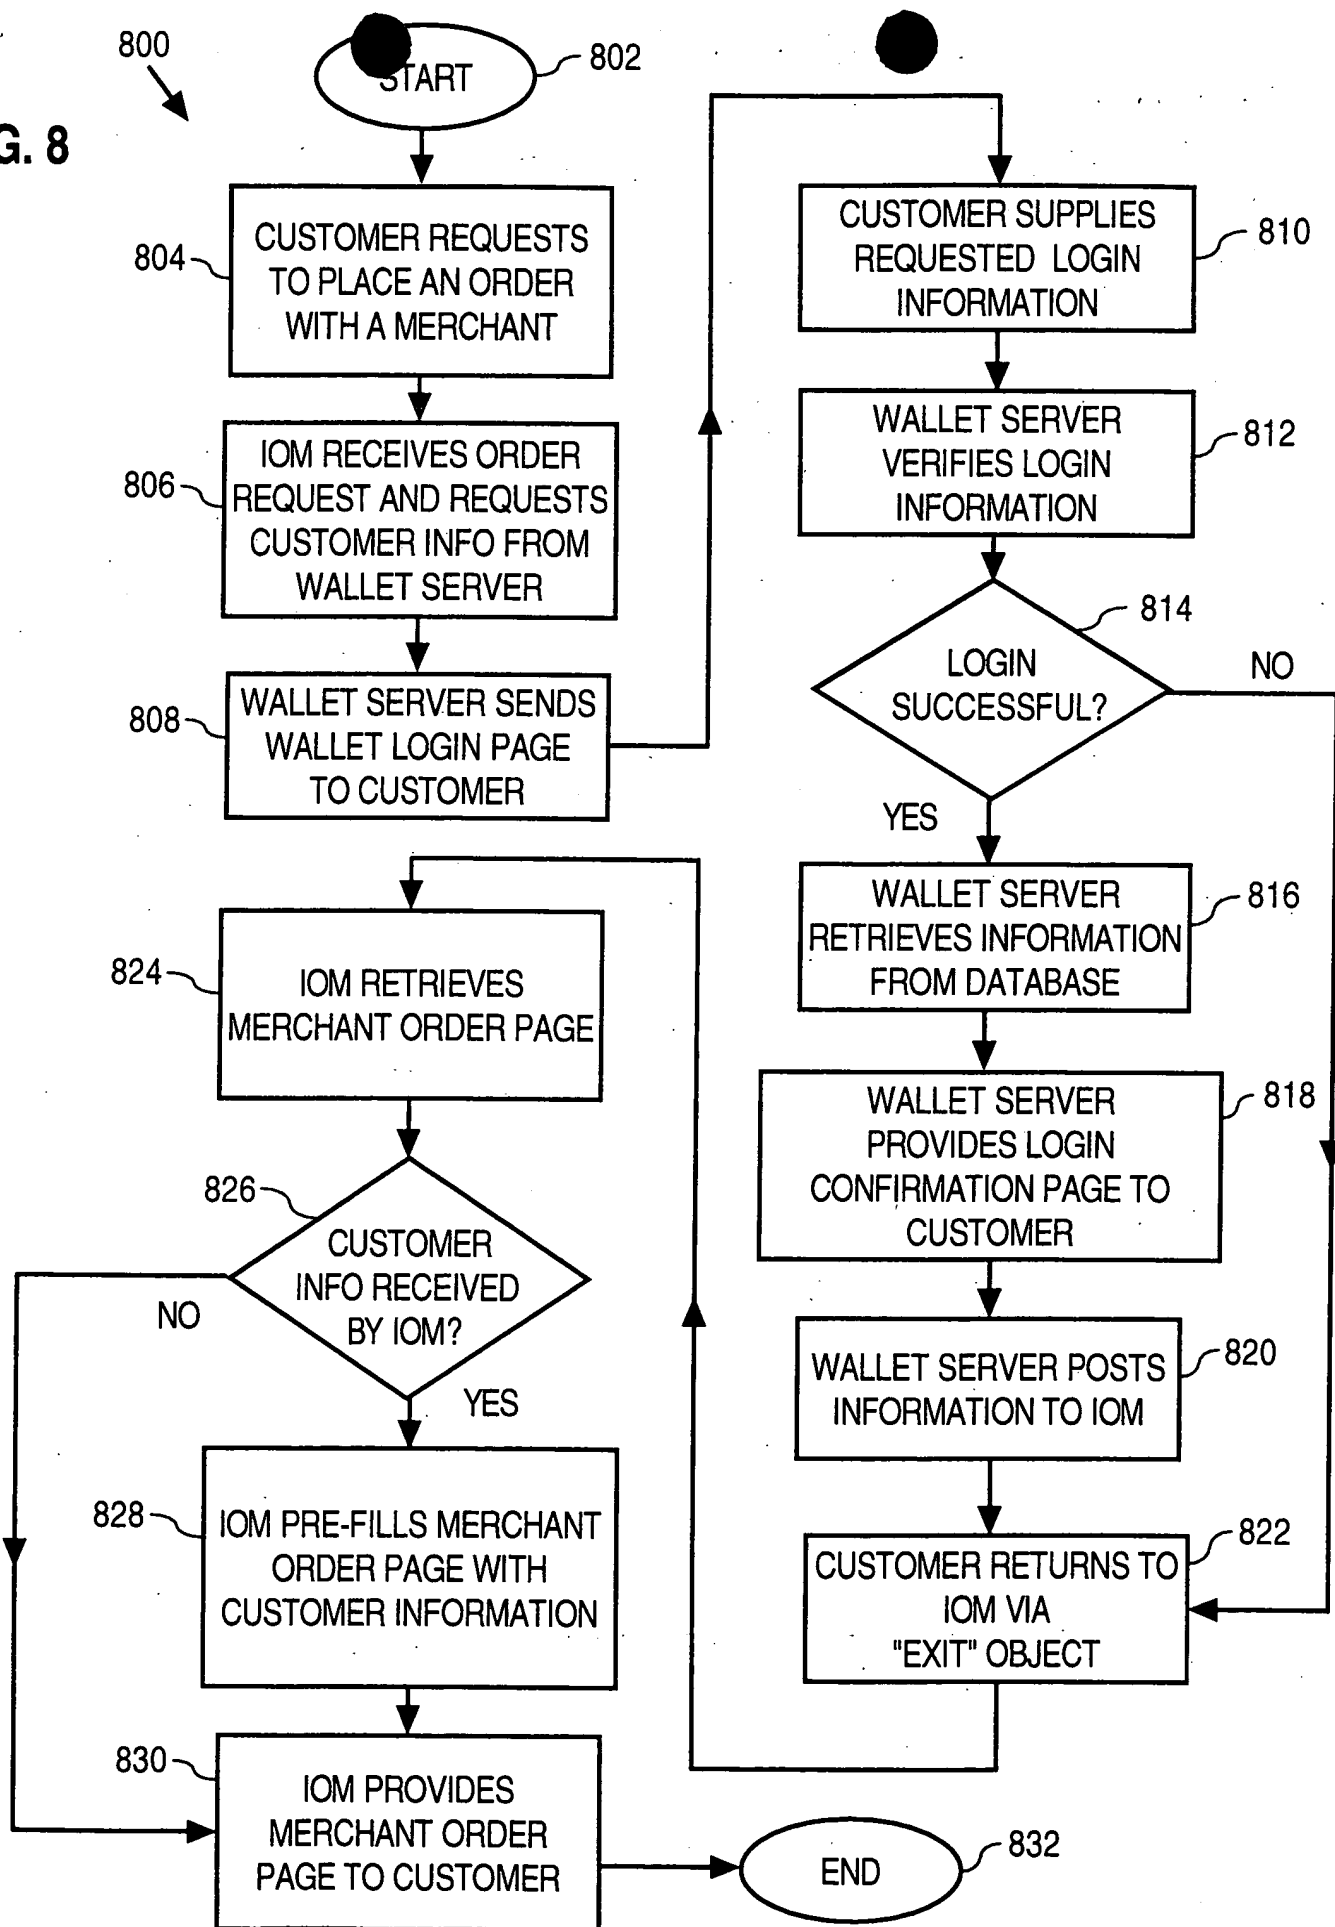 800
G. 8
START
802
804
CUSTOMER REQUESTS
TO PLACE AN ORDER
WITH A MERCHANT
806
IOM RECEIVES ORDER
REQUEST AND REQUESTS
CUSTOMER INFO FROM
WALLET SERVER
808
WALLET SERVER SENDS
WALLET LOGIN PAGE
TO CUSTOMER
CUSTOMER SUPPLIES
REQUESTED LOGIN
INFORMATION
810
WALLET SERVER
VERIFIES LOGIN
INFORMATION
812
LOGIN
SUCCESSFUL?
814
NO
YES
WALLET SERVER
RETRIEVES INFORMATION
FROM DATABASE
816
WALLET SERVER
PROVIDES LOGIN
CONFIRMATION PAGE TO
CUSTOMER
818
WALLET SERVER POSTS
INFORMATION TO IOM
820
CUSTOMER RETURNS TO
IOM VIA
"EXIT" OBJECT
822
824
IOM RETRIEVES
MERCHANT ORDER PAGE
826
CUSTOMER
INFO RECEIVED
BY IOM?
NO
YES
828
IOM PRE-FILLS MERCHANT
ORDER PAGE WITH
CUSTOMER INFORMATION
830
IOM PROVIDES
MERCHANT ORDER
PAGE TO CUSTOMER
END
832